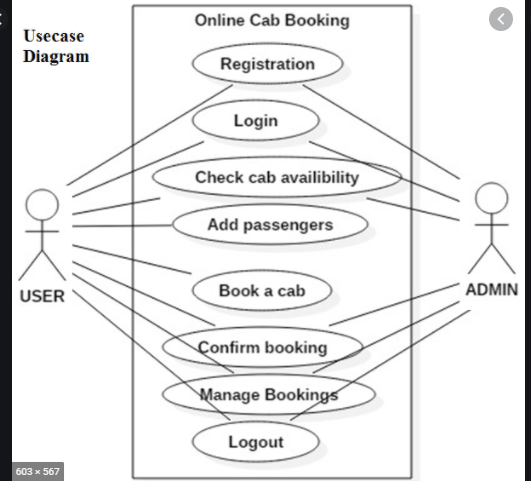 Online Cab Booking
Usecase
Diagram
Registration
Login
Check cab availibility
Add passengers
Book a cab
USER
ADMIN
Confirm booking
Manage Bookings
Logout
603 × 567